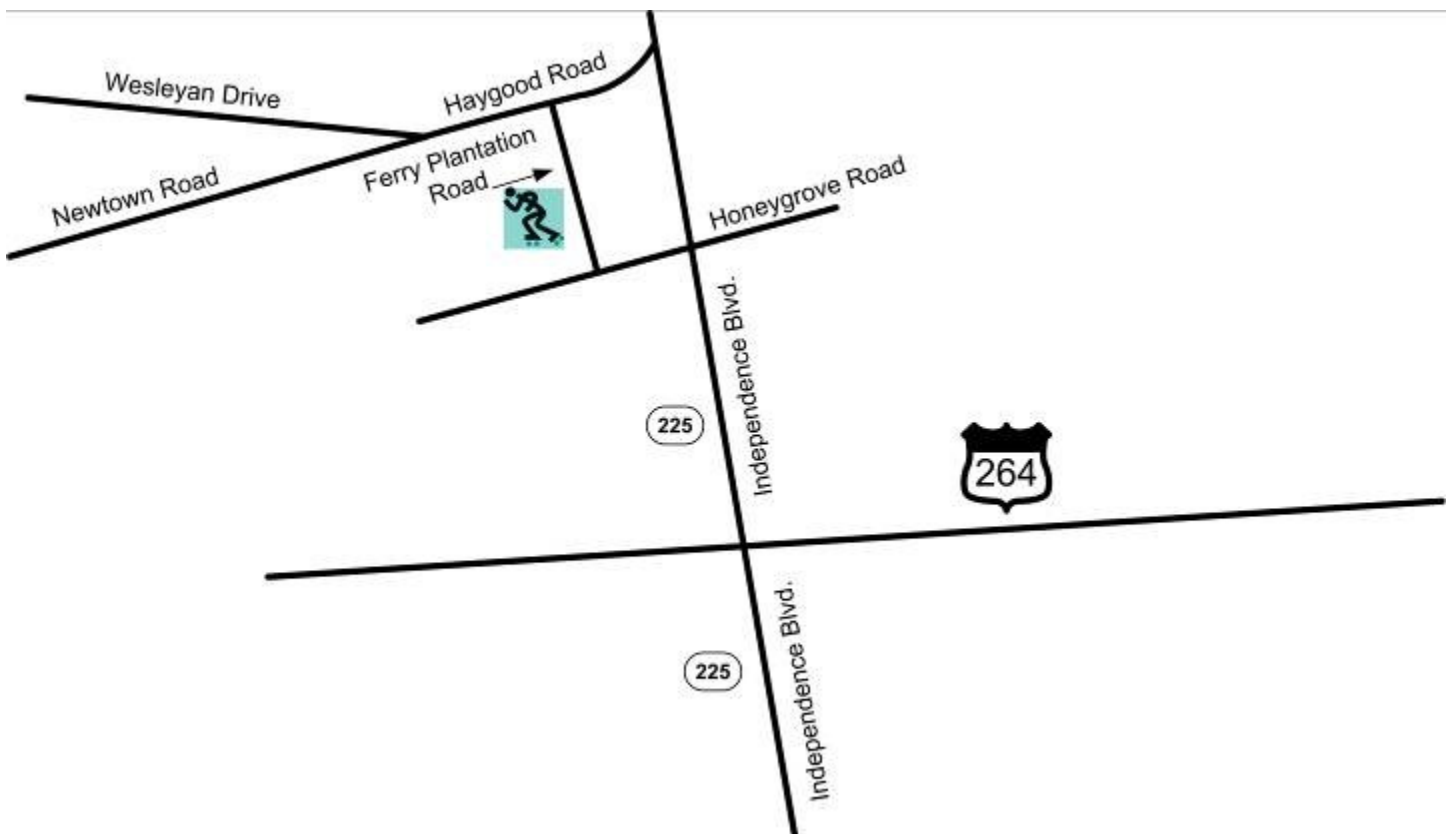 Wesleyan Drive
Haygood Road
Ferry Plantation
Road
Newtown Road
Honeygrove Road
Independence Blvd.
225
264
Independence Blvd.
225